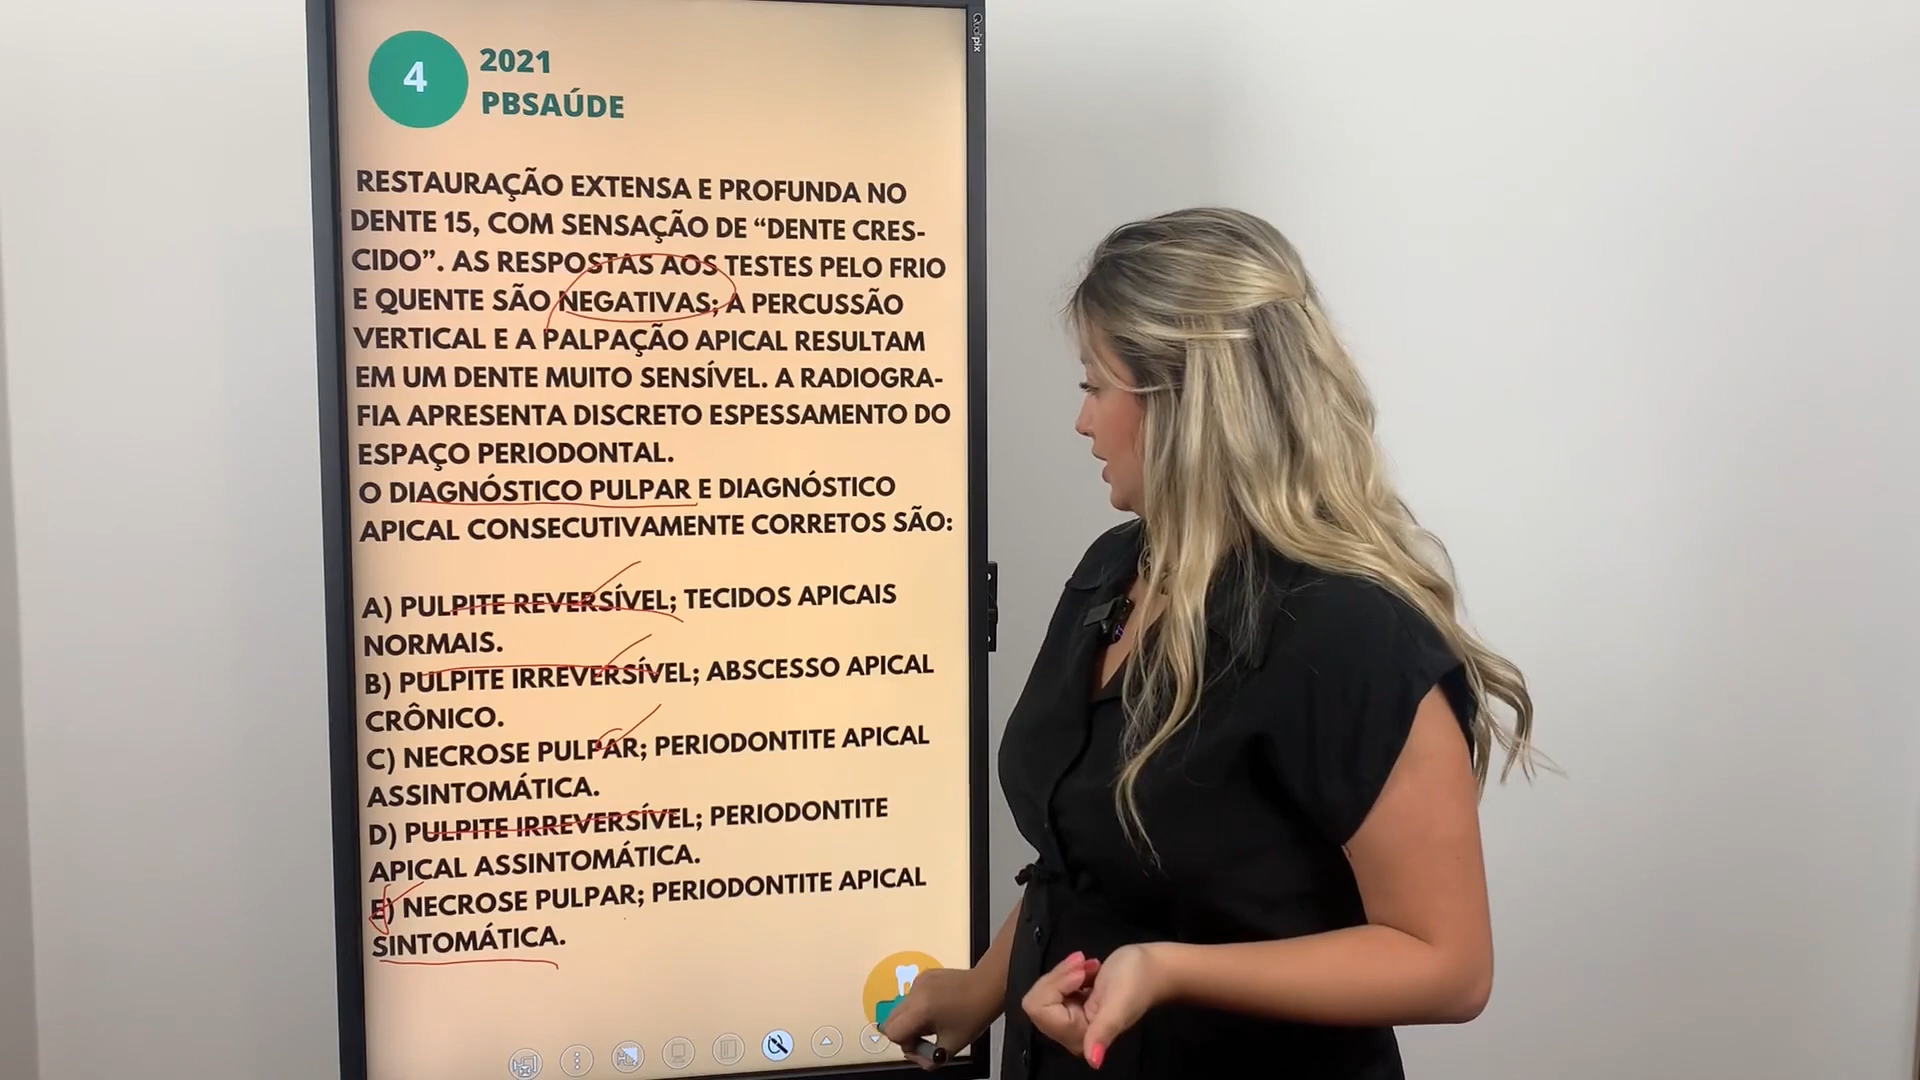 4
2021
PBSAÚDE
Qualipix
RESTAURAÇÃO EXTENSA E PROFUNDA NO
DENTE 15, COM SENSAÇÃO DE “DENTE CRES-
CIDO”. AS RESPOSTAS AOS TESTES PELO FRIO
E QUENTE SÃO NEGATIVAS; A PERCUSSÃO
VERTICAL E A PALPAÇÃO APICAL RESULTAM
EM UM DENTE MUITO SENSÍVEL. A RADIOGRA-
FIA APRESENTA DISCRETO ESPESSAMENTO DO
ESPAÇO PERIODONTAL.
O DIAGNÓSTICO PULPAR E DIAGNÓSTICO
APICAL CONSECUTIVAMENTE CORRETOS SÃO:
A) PULPITE REVERSÍVEL; TECIDOS APICAIS
NORMAIS.
B) PULPITE IRREVERSÍVEL; ABSCESSO APICAL
CRÔNICO.
C) NECROSE PULPAR; PERIODONTITE APICAL
ASSINTOMÁTICA.
D) PULPITE IRREVERSÍVEL; PERIODONTITE
APICAL ASSINTOMÁTICA.
E) NECROSE PULPAR; PERIODONTITE APICAL
SINTOMÁTICA.